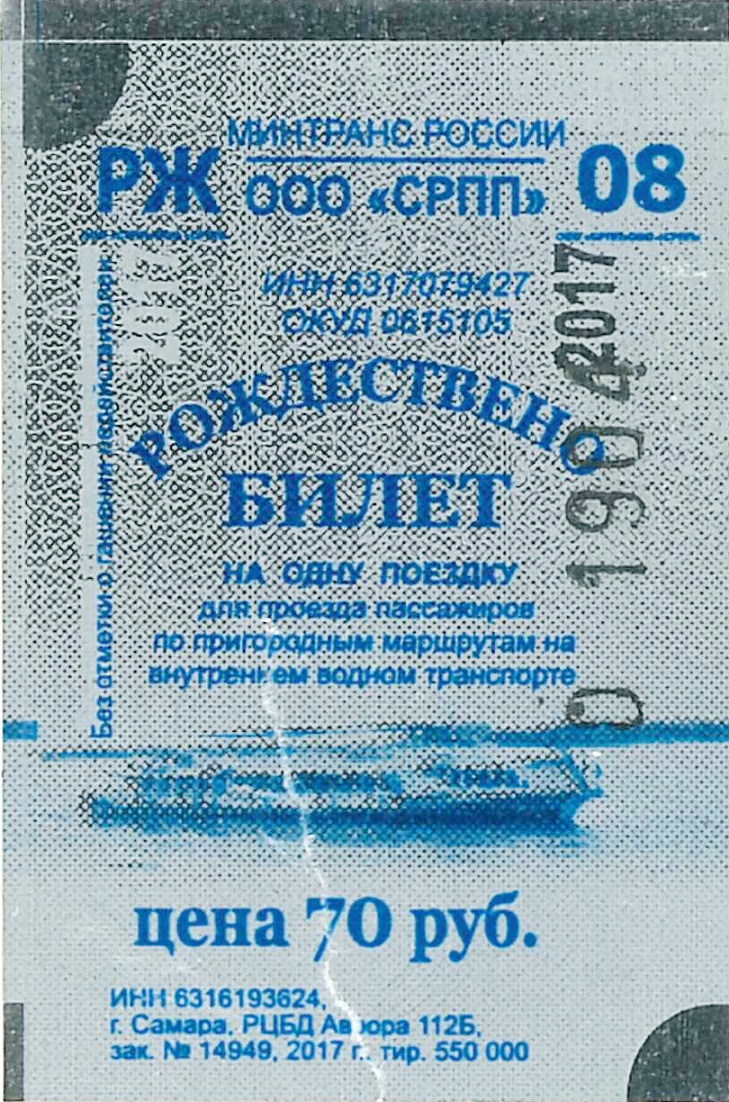 МИНТРАНС РОССИИ
РЖ ООО «СРПП» 08
ИНН 6317079427
ОКУД 0615105
РОЖДЕСТВЕНО
БИЛЕТ
НА ОДНУ ПОЕЗДКУ
для проезда пассажиров
по пригородным маршрутам на
внутреннем водном транспорте
Без отметки о гашении недействителен
2017
2017
цена 70 руб.
ИНН 6316193624,
г. Самара, РЦБД Аврора 112Б,
зак. № 14949, 2017 г. тир. 550 000